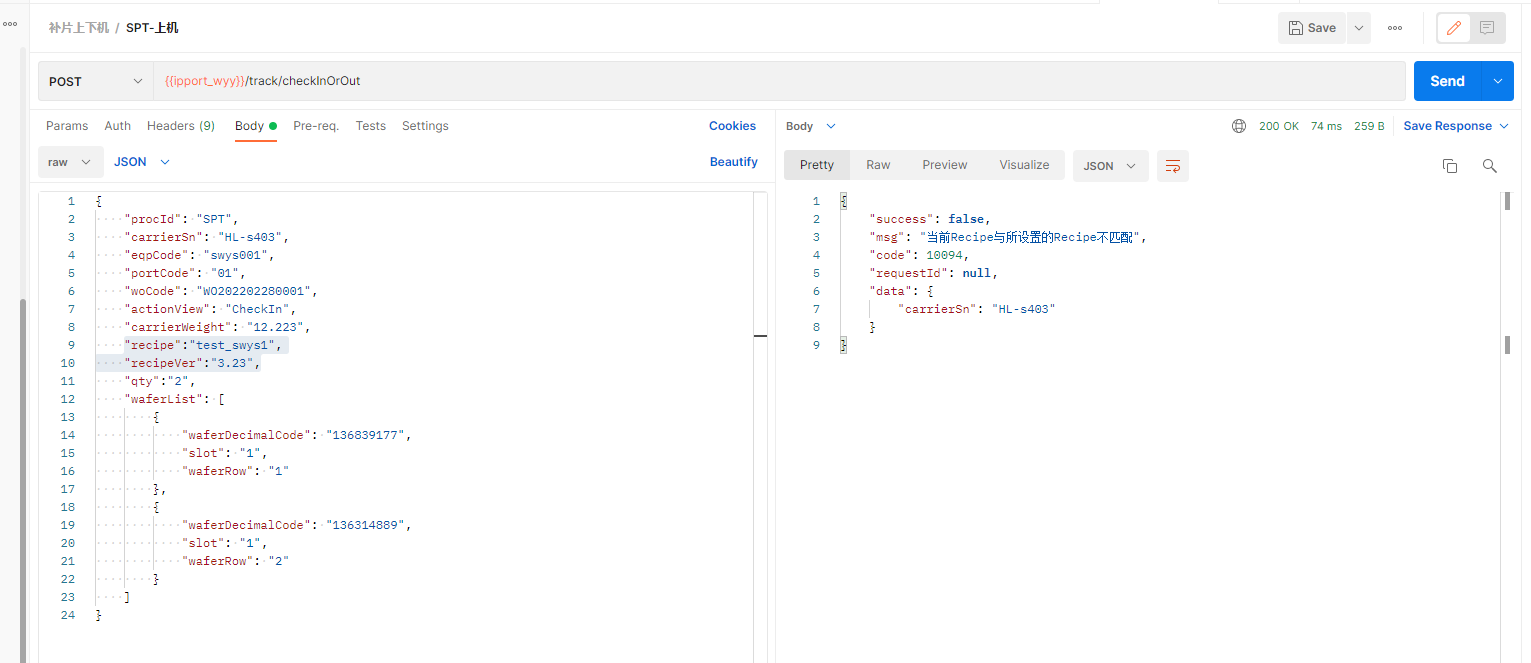 补片上下机 / SPT-上机
Save
POST
{{ipport_wyy}}/track/checkInOrOut
Send
Params Auth Headers (9) Body Pre-req. Tests Settings Cookies
raw JSON Beautify
1 {
2 "procId": "SPT",
3 "carrierSn": "HL-s403",
4 "eqpCode": "swys001",
5 "portCode": "01",
6 "woCode": "WO202202280001",
7 "actionView": "CheckIn",
8 "carrierWeight": "12.223",
9 "recipe":"test_swys1",
10 "recipeVer":"3.23",
11 "qty":"2",
12 "waferList": [
13 {
14 "waferDecimalCode": "136839177",
15 "slot": "1",
16 "waferRow": "1"
17 },
18 {
19 "waferDecimalCode": "136314889",
20 "slot": "1",
21 "waferRow": "2"
22 }
23 ]
24 }
Body 200 OK 74 ms 259 B Save Response
Pretty Raw Preview Visualize JSON
1 {
2 "success": false,
3 "msg": "当前Recipe与所设置的Recipe不匹配",
4 "code": 10094,
5 "requestId": null,
6 "data": {
7 "carrierSn": "HL-s403"
8 }
9 }